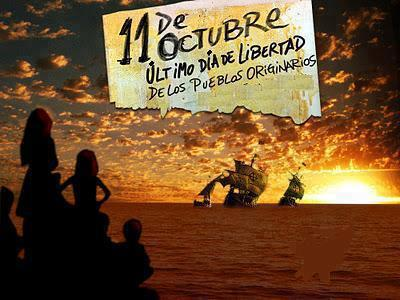 11 DE OCTUBRE
ÚLTIMO DÍA DE LIBERTAD
DE LOS PUEBLOS ORIGINARIOS